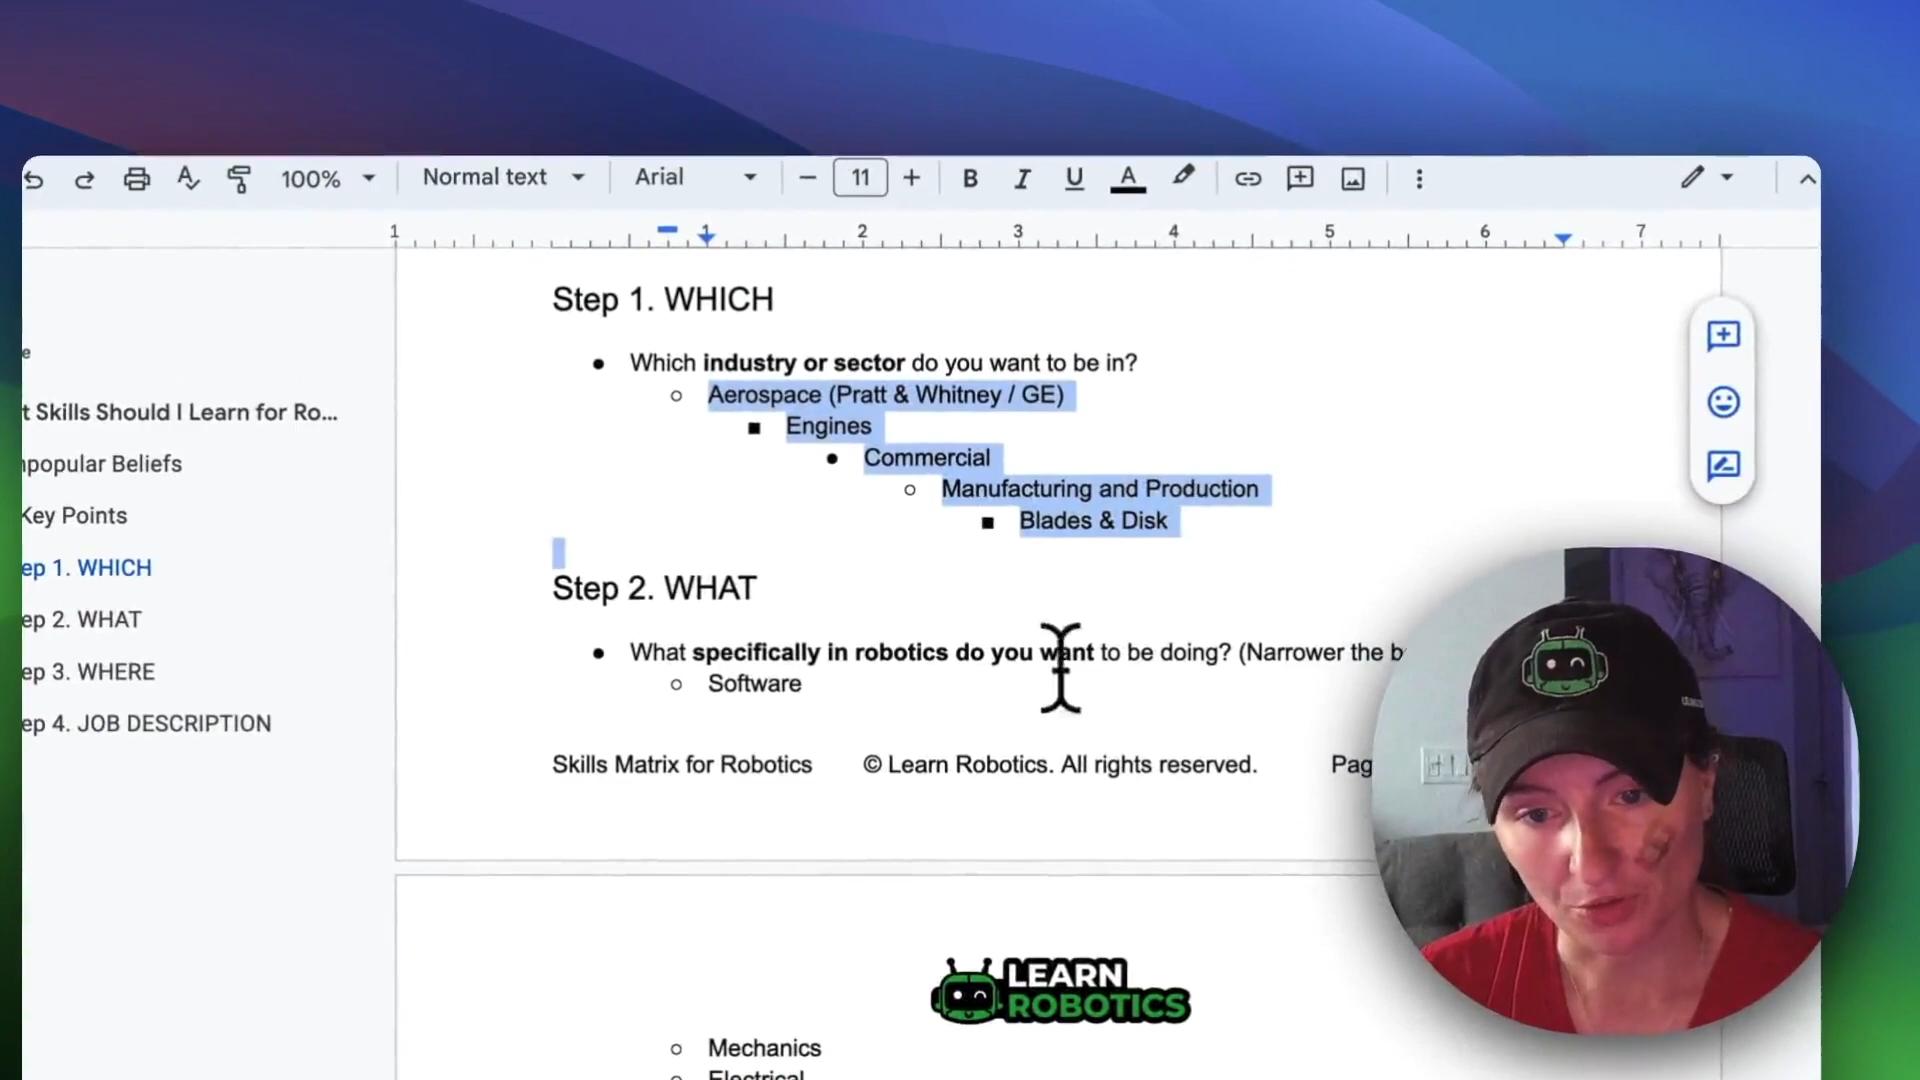 100%
Normal text
Arial
11
B I U A
1 1 2 3 4 5 6 7
Step 1. WHICH
Which industry or sector do you want to be in?
Aerospace (Pratt & Whitney / GE)
Engines
Commercial
Manufacturing and Production
Blades & Disk
Step 2. WHAT
What specifically in robotics do you want to be doing? (Narrower the b
Software
Skills Matrix for Robotics © Learn Robotics. All rights reserved. Pag
LEARN
ROBOTICS
Mechanics
Electrical
e
t Skills Should I Learn for Ro...
popular Beliefs
Key Points
ep 1. WHICH
ep 2. WHAT
ep 3. WHERE
ep 4. JOB DESCRIPTION